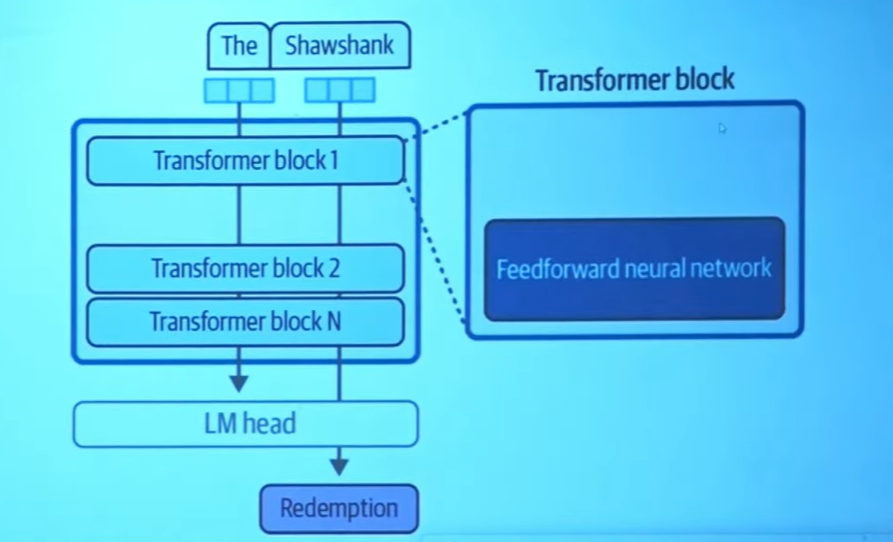 The Shawshank
Transformer block
Transformer block 1
Transformer block 2
Feedforward neural network
Transformer block N
LM head
Redemption